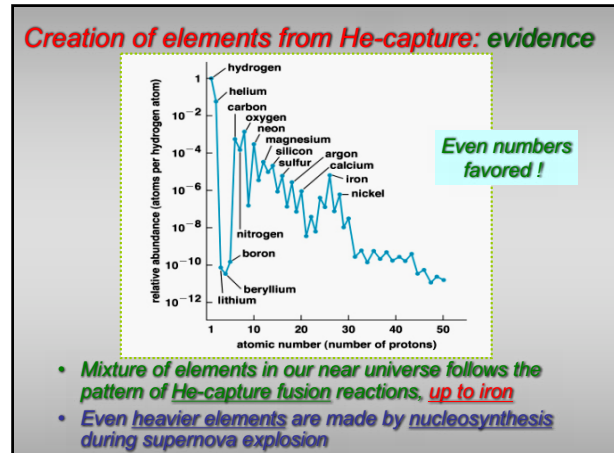 Creation of elements from He-capture: evidence
hydrogen
helium
carbon
oxygen
neon
magnesium
silicon
sulfur
argon
calcium
iron
nickel
nitrogen
boron
beryllium
lithium
relative abundance (atoms per hydrogen atom)
1
10⁻²
10⁻⁴
10⁻⁶
10⁻⁸
10⁻¹⁰
10⁻¹²
1 10 20 30 40 50
atomic number (number of protons)
Even numbers
favored !
• Mixture of elements in our near universe follows the
pattern of He-capture fusion reactions, up to iron
• Even heavier elements are made by nucleosynthesis
during supernova explosion